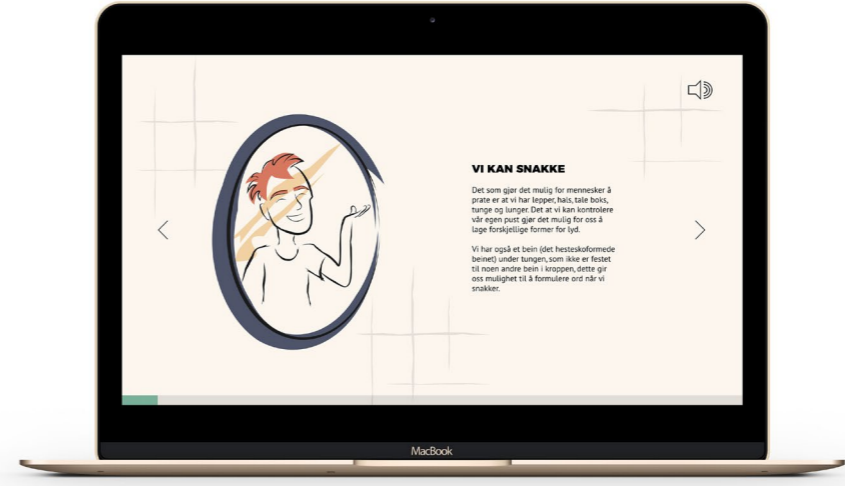 VI KAN SNAKKE
Det som gjør det mulig for mennesker å
prate er at vi har lepper, hals, tale boks,
tunge og lunger. Det at vi kan kontrolere
vår egen pust gjør det mulig for oss å
lage forskjellige former for lyd.
Vi har også et bein (det hesteskoformede
beinet) under tungen, som ikke er festet
til noen andre bein i kroppen, dette gir
oss mulighet til å formulere ord når vi
snakker.
MacBook